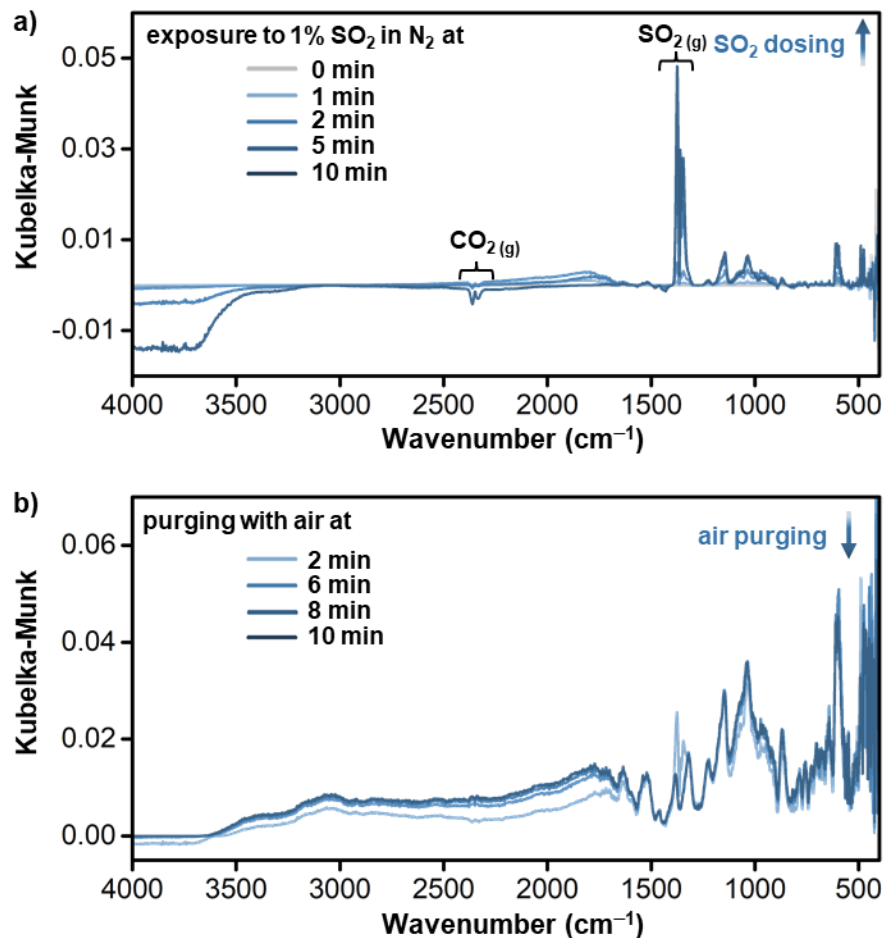 a)
exposure to 1% SO₂ in N₂ at
0 min
1 min
2 min
5 min
10 min
SO₂ (g)
SO₂ dosing
CO₂ (g)
0.05
0.03
0.01
-0.01
Kubelka-Munk
4000 3500 3000 2500 2000 1500 1000 500
Wavenumber (cm⁻¹)
b)
purging with air at
2 min
6 min
8 min
10 min
air purging
0.06
0.04
0.02
0.00
Kubelka-Munk
4000 3500 3000 2500 2000 1500 1000 500
Wavenumber (cm⁻¹)